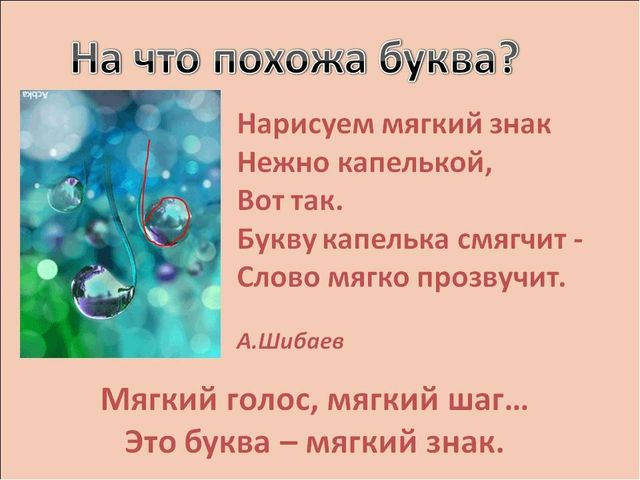 На что похожа буква?
Acbka
Нарисуем мягкий знак
Нежно капелькой,
Вот так.
Букву капелька смягчит -
Слово мягко прозвучит.
А.Шибаев
Мягкий голос, мягкий шаг...
Это буква – мягкий знак.